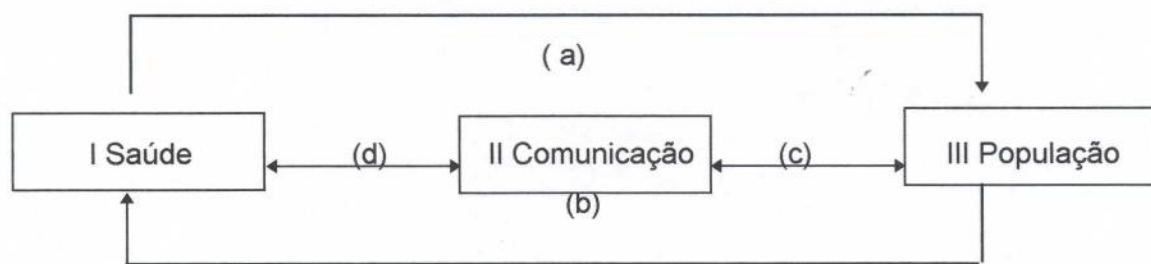 ( a)
I Saúde
(d)
II Comunicação
(c)
III População
(b)